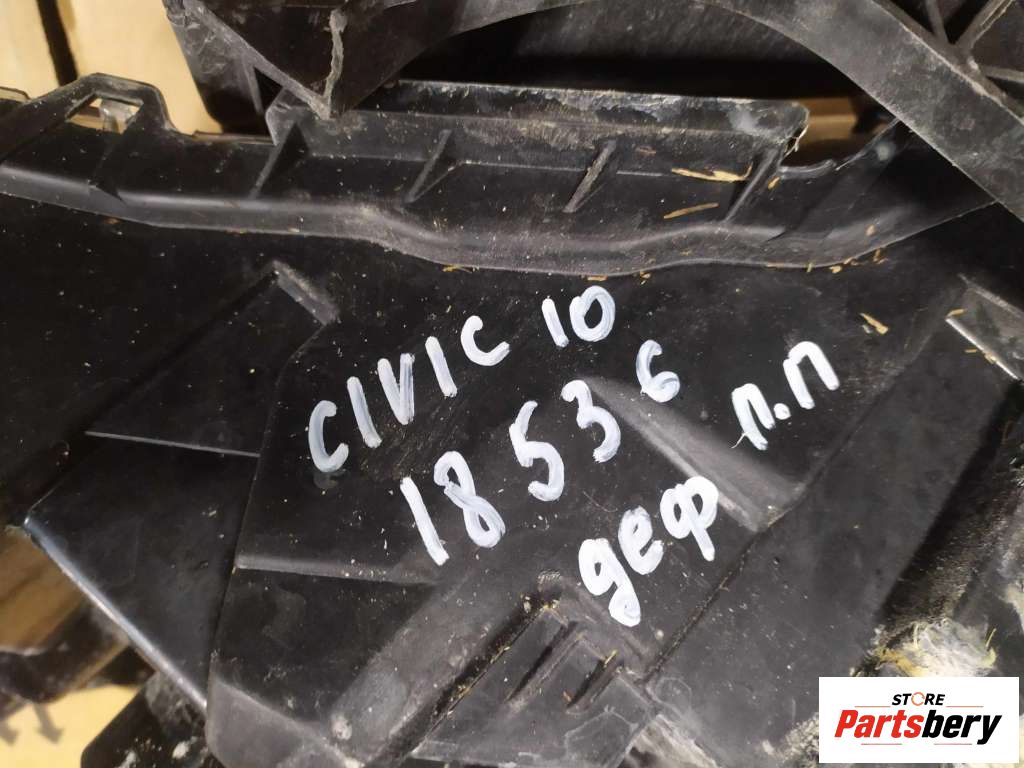 CIVIC 10
18536 п.п
деф
STORE
Partsbery